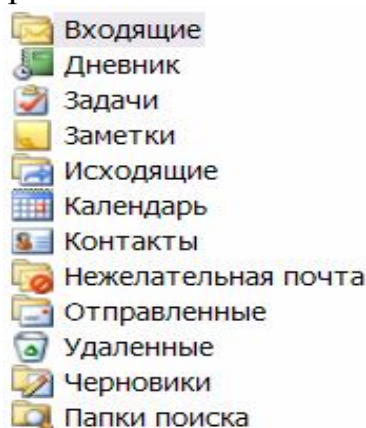 Входящие
Дневник
Задачи
Заметки
Исходящие
Календарь
Контакты
Нежелательная почта
Отправленные
Удаленные
Черновики
Папки поиска